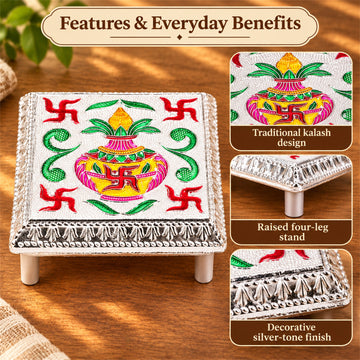 Features & Everyday Benefits
Traditional kalash
design
Raised four-leg
stand
Decorative
silver-tone finish